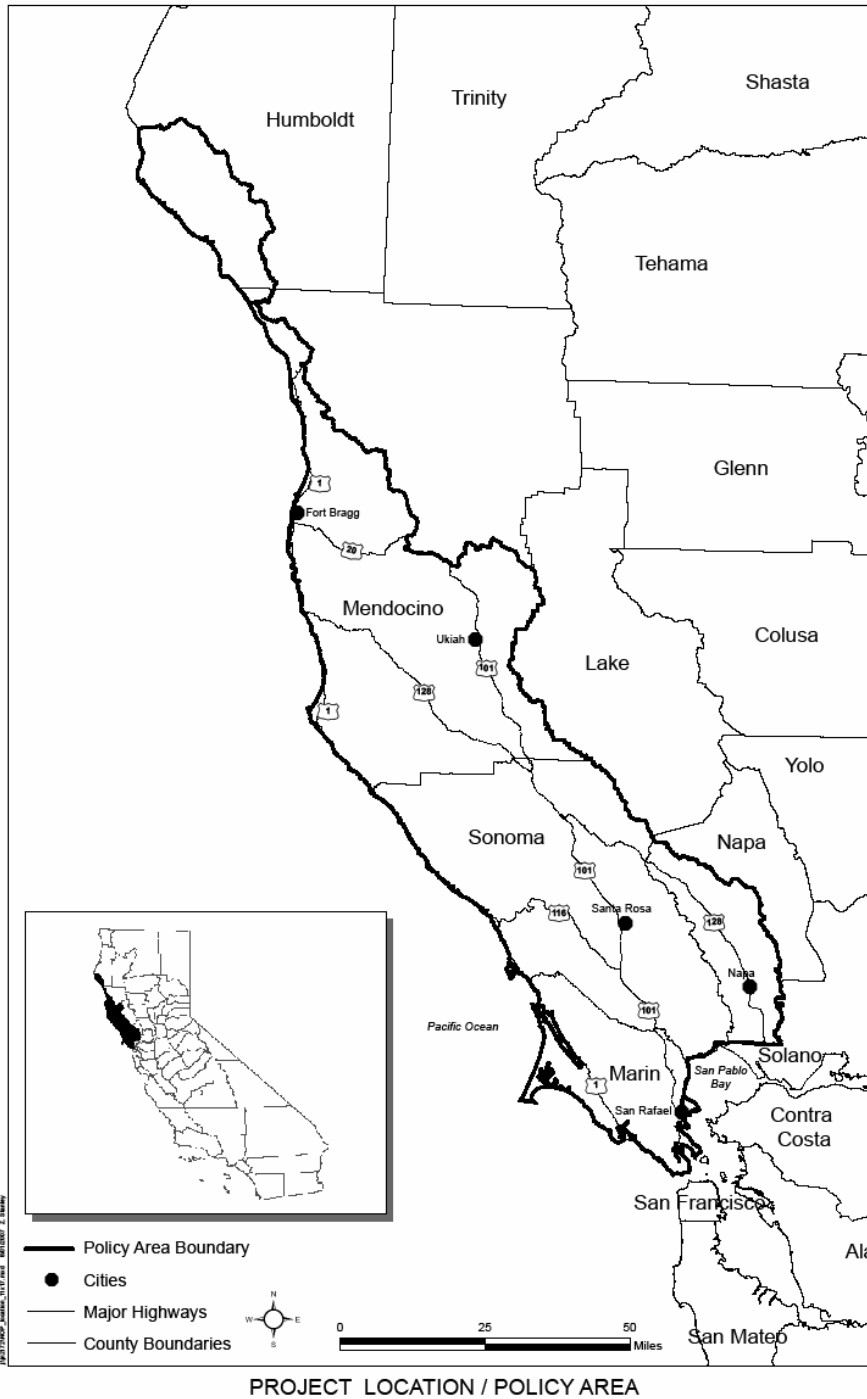 Shasta
Trinity
Humboldt
Tehama
Glenn
1
Fort Bragg
20
Mendocino
Colusa
Ukiah
Lake
101
128
1
Yolo
Sonoma
Napa
101
116
Santa Rosa
128
Napa
101
Pacific Ocean
Solano
San Pablo
Bay
Marin
1
San Rafael
Contra
Costa
San Francisco
Ala
San Mateo
Policy Area Boundary
Cities
Major Highways
County Boundaries
N
W
E
S
0
25
50
Miles
PROJECT LOCATION / POLICY AREA